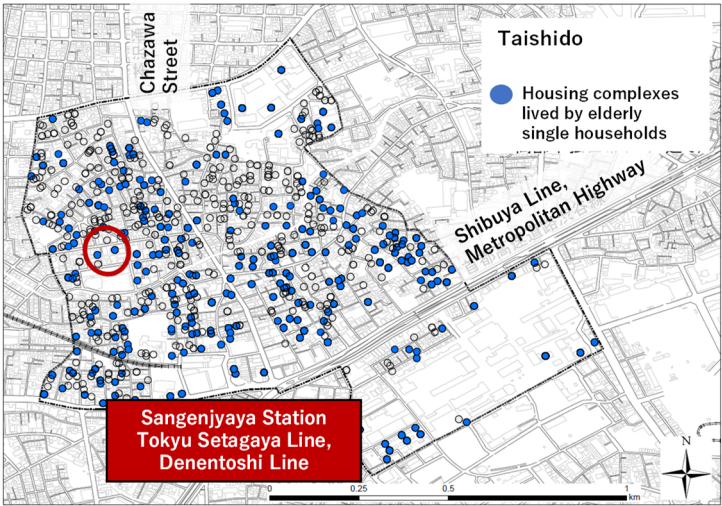 Taishido
Housing complexes
lived by elderly
single households
Chazawa
Street
Shibuya Line,
Metropolitan Highway
Sangenjyaya Station
Tokyu Setagaya Line,
Denentoshi Line
N
0 0.25 0.5 1
km